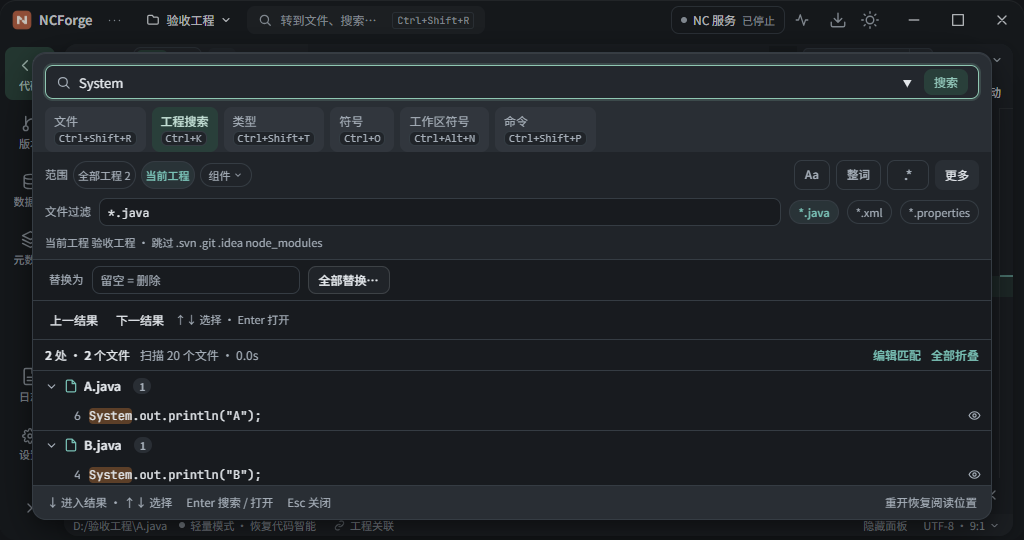 N NCForge ··· 验收工程 转到文件、搜索… Ctrl+Shift+R NC 服务 已停止
System 搜索
文件 工程搜索 类型 符号 工作区符号 命令
Ctrl+Shift+R Ctrl+K Ctrl+Shift+T Ctrl+O Ctrl+Alt+N Ctrl+Shift+P
范围 全部工程 2 当前工程 组件 Aa 整词 .* 更多
文件过滤 *.java *.java *.xml *.properties
当前工程 验收工程 • 跳过 .svn .git .idea node_modules
替换为 留空 = 删除 全部替换…
上一结果 下一结果 ↑↓ 选择 • Enter 打开
2 处 • 2 个文件 扫描 20 个文件 • 0.0s 编辑匹配 全部折叠
A.java 1
6 System.out.println("A");
B.java 1
4 System.out.println("B");
↓ 进入结果 • ↑↓ 选择 Enter 搜索 / 打开 Esc 关闭 重开恢复阅读位置
D:/验收工程\A.java 轻量模式 • 恢复代码智能 工程关联 隐藏面板 UTF-8 • 9:1